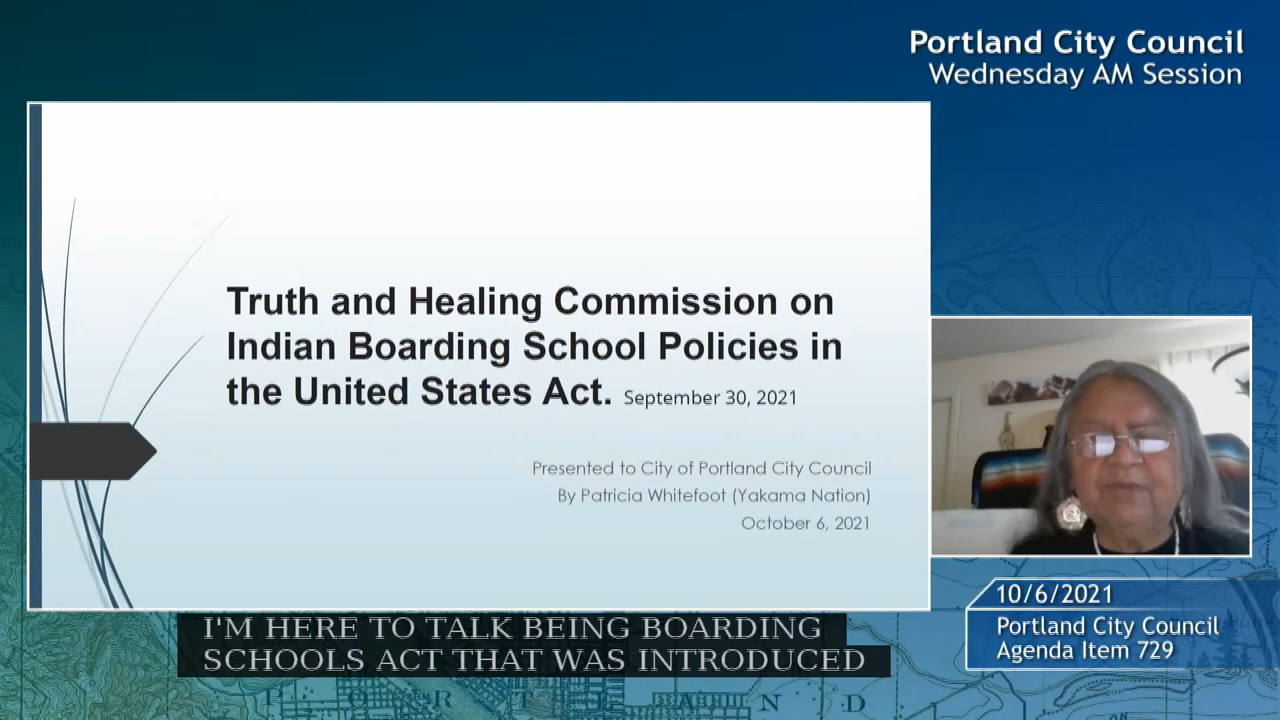 Portland City Council
Wednesday AM Session
Truth and Healing Commission on
Indian Boarding School Policies in
the United States Act. September 30, 2021
Presented to City of Portland City Council
By Patricia Whitefoot (Yakama Nation)
October 6, 2021
10/6/2021
Portland City Council
Agenda Item 729
I'M HERE TO TALK BEING BOARDING
SCHOOLS ACT THAT WAS INTRODUCED